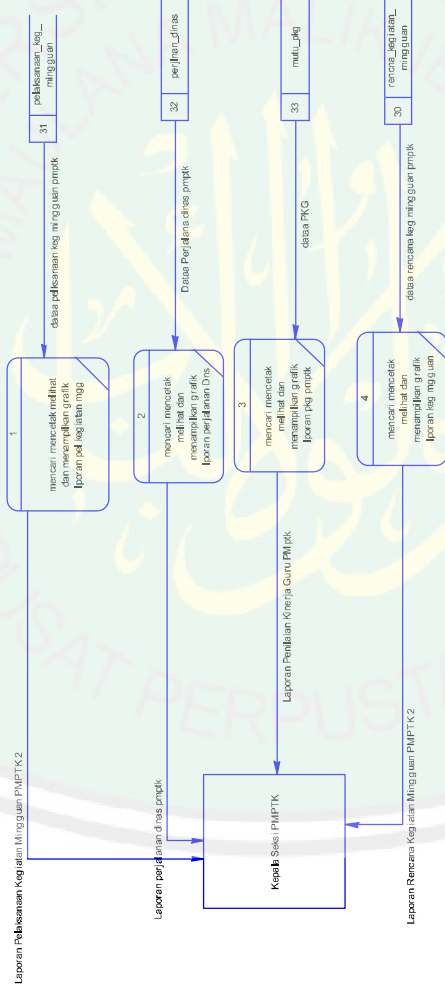 31
pelaksanaan_keg_
mingguan
dataa pelksanaan keg mingguan pmptk
1
mencari mencetak melihat
dan menampilkan grafik
lporan pel kegiatan mgg
Laporan Pelaksanaan Kegiatan Mingguan PMPTK 2
32
perjlnan_dinas
Dataa Perjalana dinas pmptk
2
mencari mencetak
melihat dan
menampilkan grafik
lporan perjalanan Dns
Laporan perjalanan dinas pmptk
33
mutu_pkg
dataa PKG
3
mencari mencetak
melihat dan
menampilkan grafik
lporan pkg pmptk
Laporan Penilaian Kinerja Guru PMptk
30
rencna_kegiatan_
mingguan
dataa rencana keg mingguan pmptk
4
mencari mencetak
melihat dan
menampilkan grafik
lporan keg mgguan
Laporan Rencana Kegiatan Mingguan PMPTK 2
Kepala Seksi PMPTK